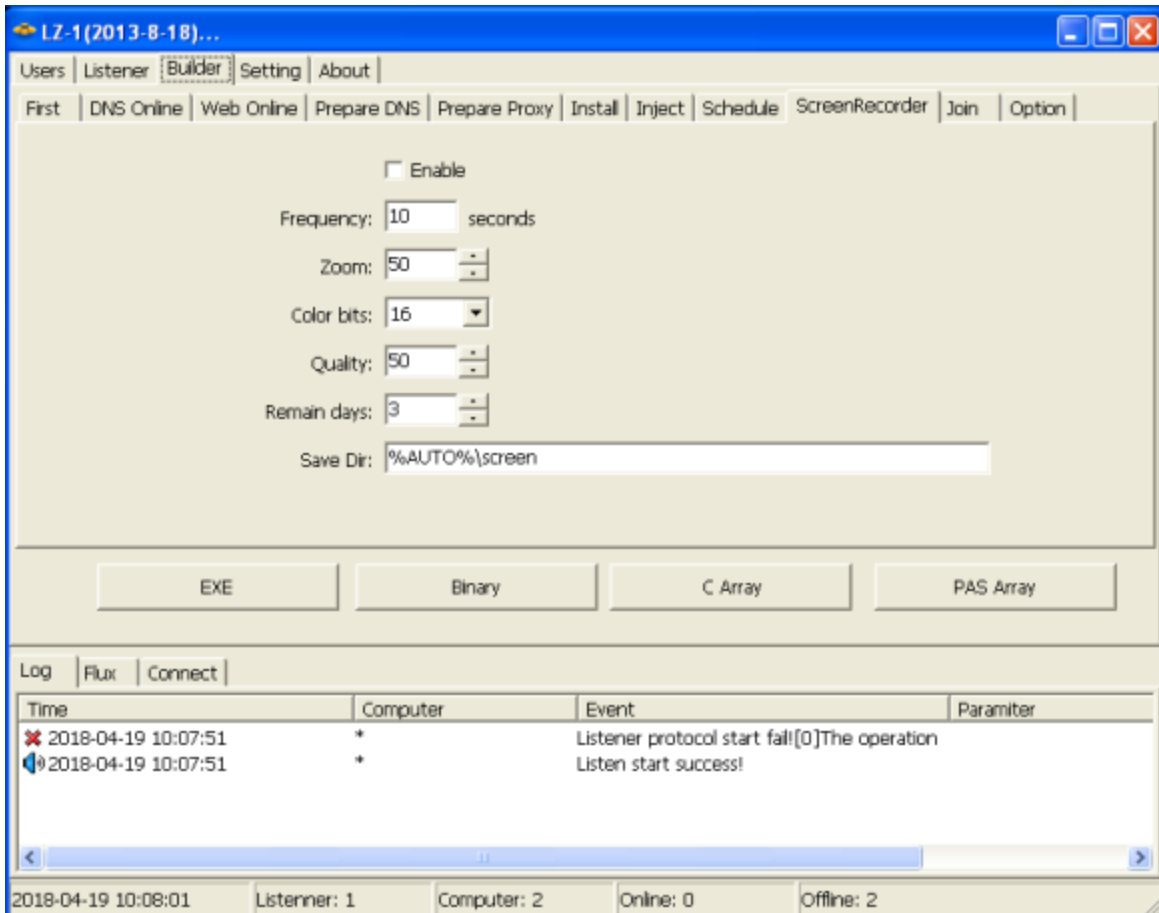 LZ-1(2013-8-18)...
Users Listener Builder Setting About
First DNS Online Web Online Prepare DNS Prepare Proxy Install Inject Schedule ScreenRecorder Join Option
Enable
Frequency: 10 seconds
Zoom: 50
Color bits: 16
Quality: 50
Remain days: 3
Save Dir: %AUTO%\screen
EXE Binary C Array PAS Array
Log Flux Connect
Time Computer Event Paramiter
2018-04-19 10:07:51 * Listener protocol start fail![0]The operation
2018-04-19 10:07:51 * Listen start success!
2018-04-19 10:08:01 Listenner: 1 Computer: 2 Online: 0 Offline: 2